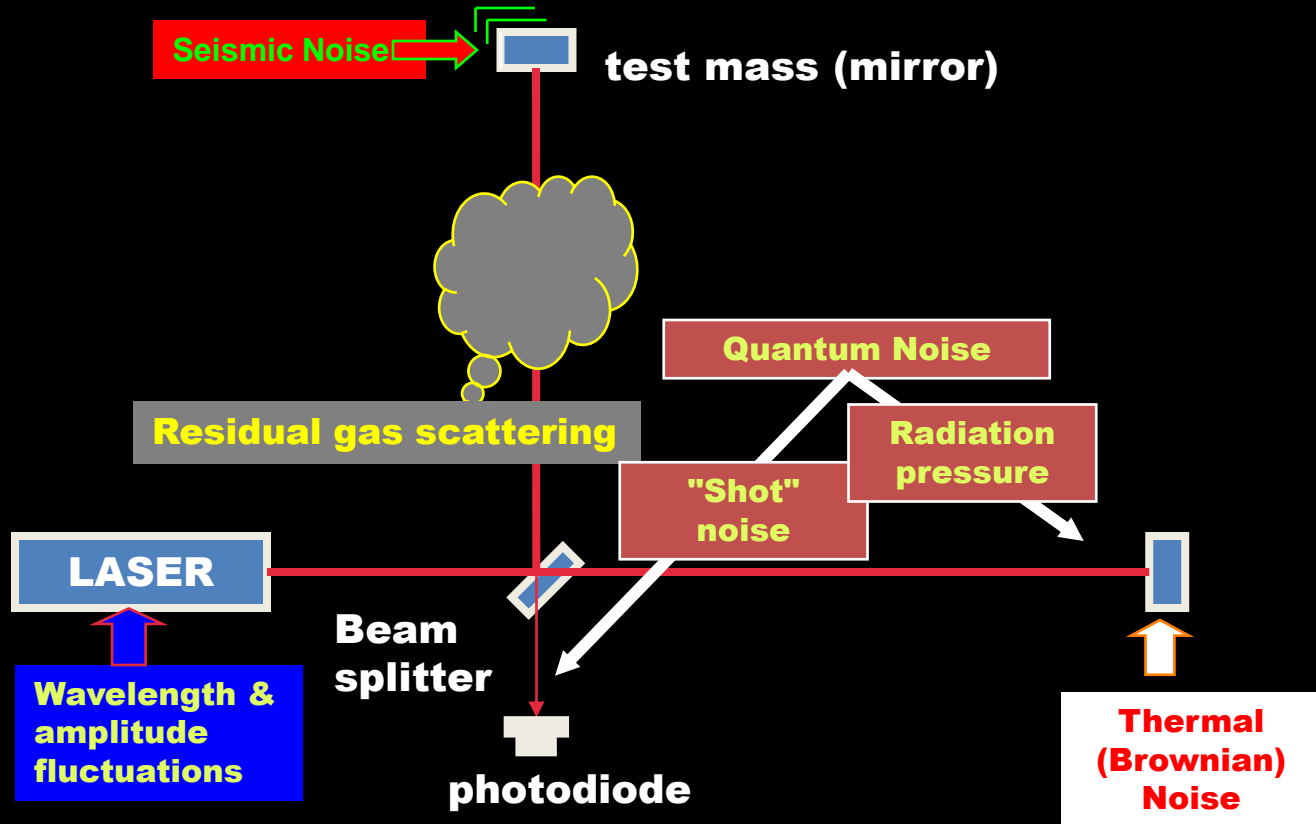 Seismic Noise
test mass (mirror)
Quantum Noise
Residual gas scattering
Radiation
pressure
"Shot"
noise
LASER
Beam
splitter
Wavelength &
amplitude
fluctuations
Thermal
(Brownian)
Noise
photodiode